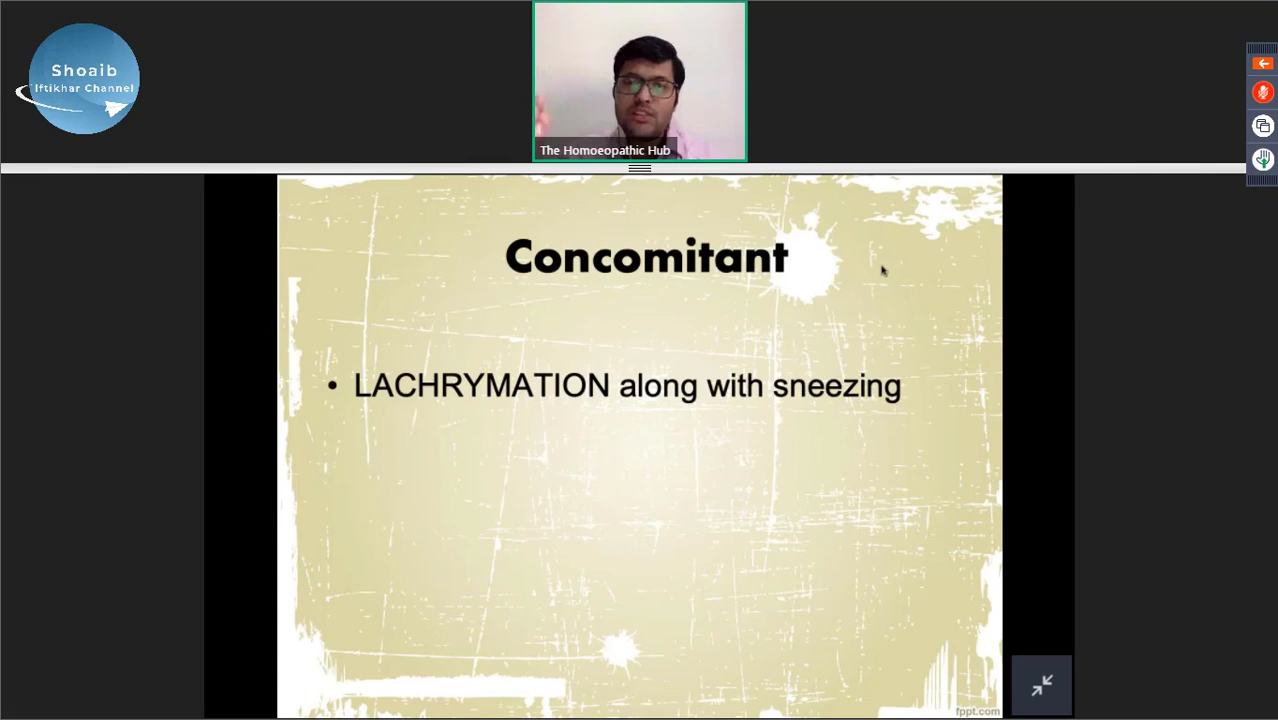 Shoaib
Iftikhar Channel
The Homoeopathic Hub
Concomitant
• LACHRYMATION along with sneezing
fppt.com